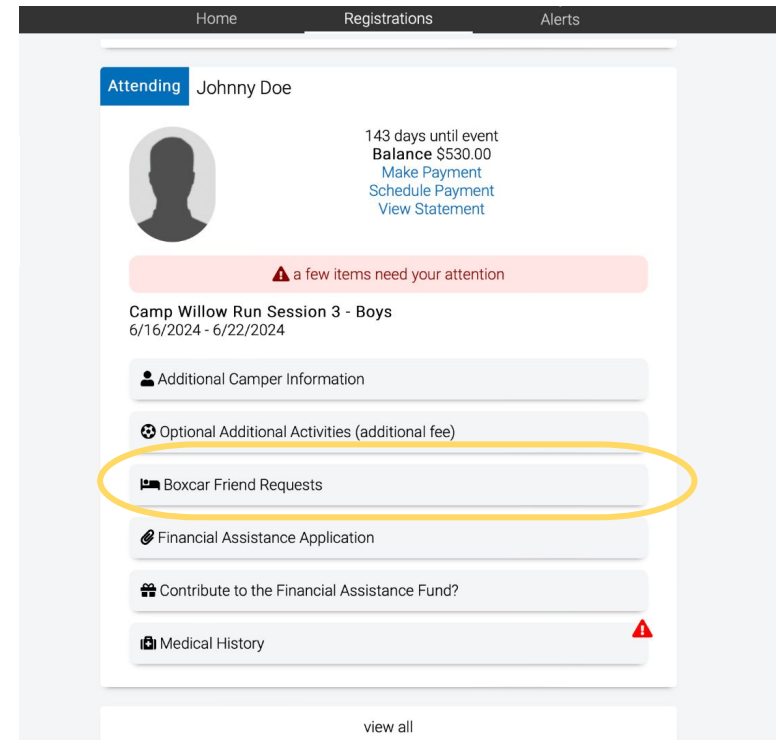 Home Registrations Alerts
Attending Johnny Doe
143 days until event
Balance $530.00
Make Payment
Schedule Payment
View Statement
a few items need your attention
Camp Willow Run Session 3 - Boys
6/16/2024 - 6/22/2024
Additional Camper Information
Optional Additional Activities (additional fee)
Boxcar Friend Requests
Financial Assistance Application
Contribute to the Financial Assistance Fund?
Medical History
view all